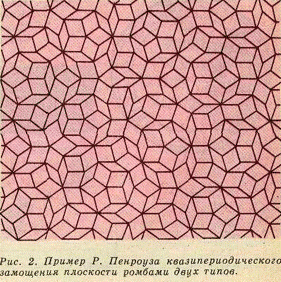 Рис. 2. Пример Р. Пенроуза квазипериодического
замощения плоскости ромбами двух типов.